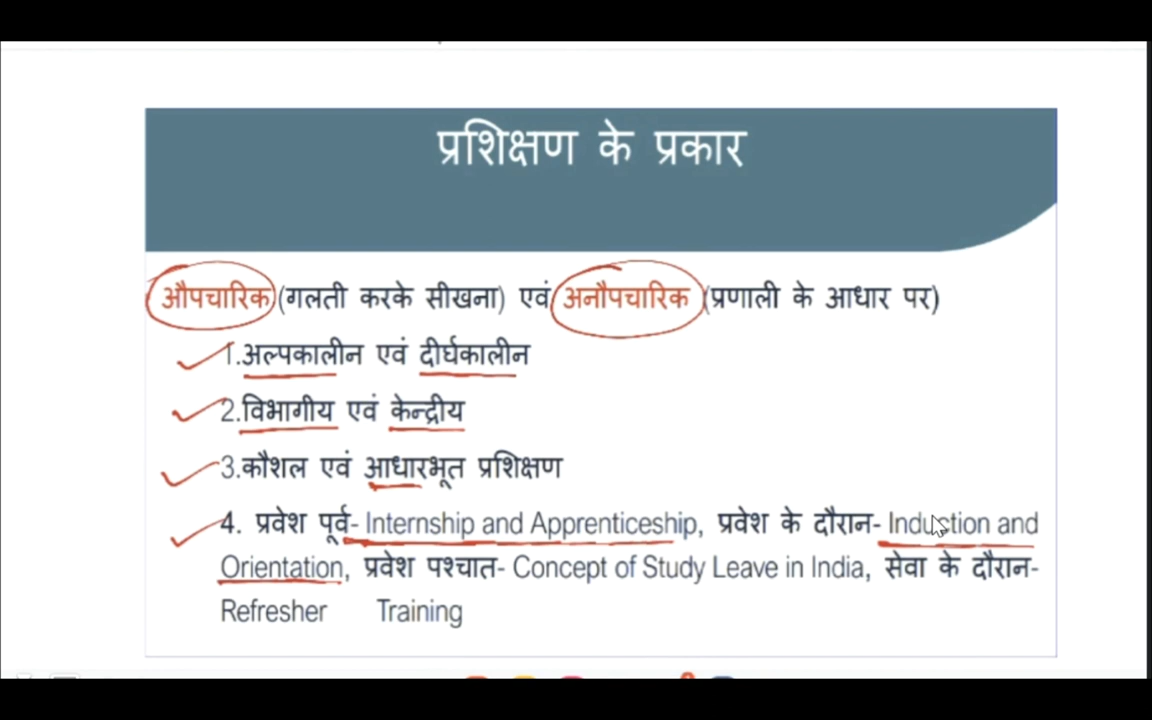 प्रशिक्षण के प्रकार
औपचारिक (गलती करके सीखना) एवं अनौपचारिक (प्रणाली के आधार पर)
1.अल्पकालीन एवं दीर्घकालीन
2.विभागीय एवं केन्द्रीय
3.कौशल एवं आधारभूत प्रशिक्षण
4. प्रवेश पूर्व- Internship and Apprenticeship, प्रवेश के दौरान- Induction and
Orientation, प्रवेश पश्चात- Concept of Study Leave in India, सेवा के दौरान-
Refresher Training